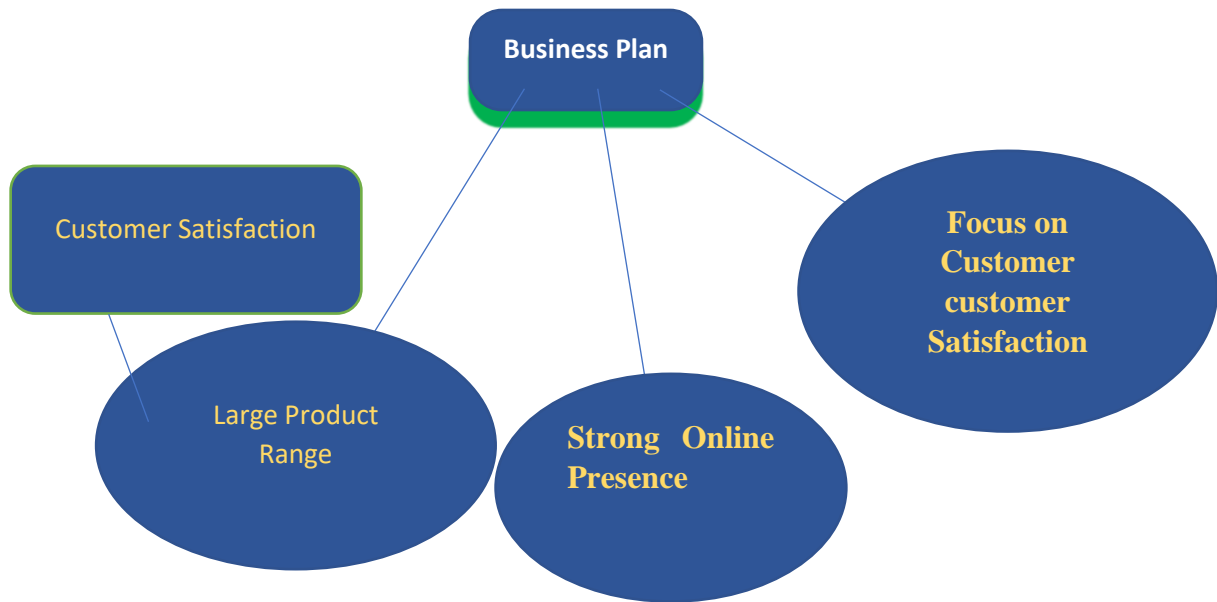 Business Plan
Customer Satisfaction
Focus on
Customer
customer
Satisfaction
Large Product
Range
Strong Online
Presence